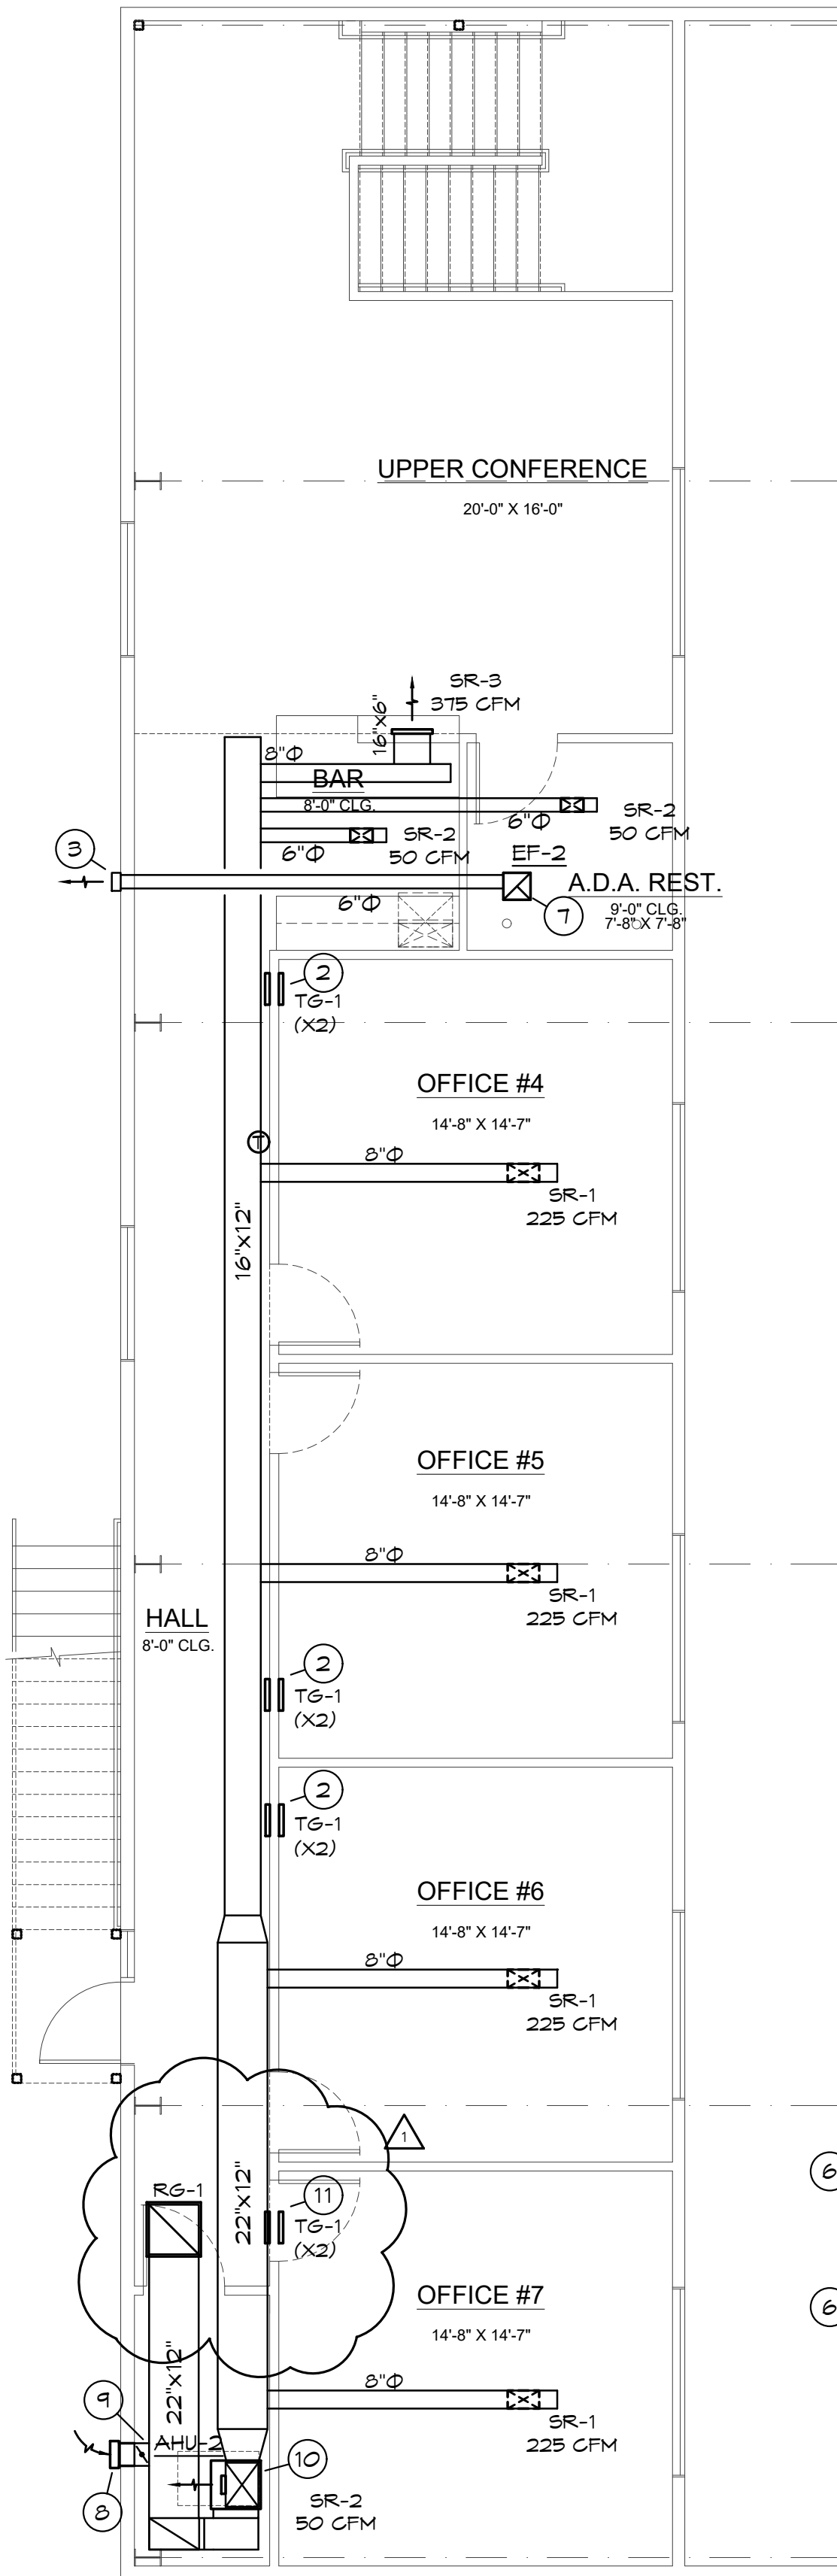 UPPER CONFERENCE
20'-0" X 16'-0"
SR-3
375 CFM
16"x6"
8"Φ
BAR
8'-0" CLG.
SR-2
50 CFM
6"Φ
SR-2
50 CFM
6"Φ
3
EF-2
A.D.A. REST.
9'-0" CLG.
7'-8" X 7'-8"
7
6"Φ
2
TG-1
(X2)
OFFICE #4
14'-8" X 14'-7"
T
8"Φ
SR-1
225 CFM
16"x12"
OFFICE #5
14'-8" X 14'-7"
8"Φ
SR-1
225 CFM
HALL
8'-0" CLG.
2
TG-1
(X2)
2
TG-1
(X2)
OFFICE #6
14'-8" X 14'-7"
8"Φ
SR-1
225 CFM
1
6
RG-1
22"x12"
11
TG-1
(X2)
OFFICE #7
14'-8" X 14'-7"
6
22"x12"
8"Φ
9
AHU-2
SR-1
225 CFM
10
8
SR-2
50 CFM